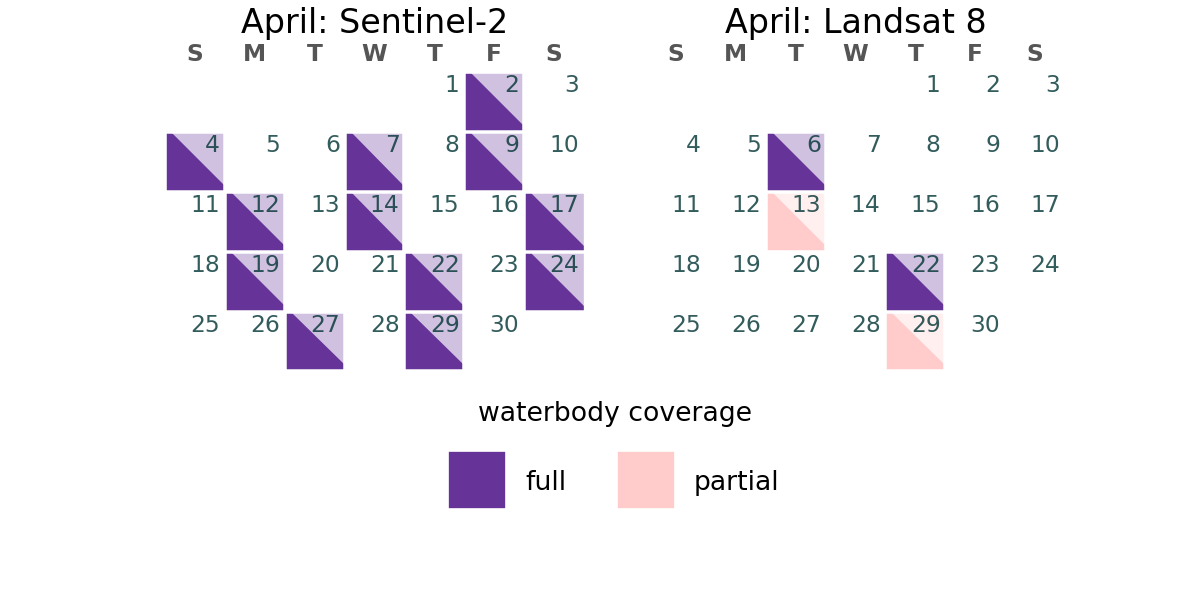 April: Sentinel-2
S M T W T F S
1 2 3
4 5 6 7 8 9 10
11 12 13 14 15 16 17
18 19 20 21 22 23 24
25 26 27 28 29 30
April: Landsat 8
S M T W T F S
1 2 3
4 5 6 7 8 9 10
11 12 13 14 15 16 17
18 19 20 21 22 23 24
25 26 27 28 29 30
waterbody coverage
full
partial